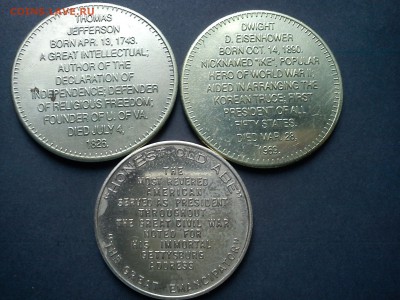 THOMAS
JEFFERSON
BORN APR. 13, 1743.
A GREAT INTELLECTUAL;
AUTHOR OF THE
DECLARATION OF
INDEPENDENCE; DEFENDER
OF RELIGIOUS FREEDOM;
FOUNDER OF U. OF VA.
DIED JULY 4,
1826.
DWIGHT
D. EISENHOWER
BORN OCT. 14, 1890.
NICKNAMED "IKE", POPULAR
HERO OF WORLD WAR II.
AIDED IN ARRANGING THE
KOREAN TRUCE. FIRST
PRESIDENT OF ALL
FIFTY STATES.
DIED MAR. 28,
1969.
"HONEST OLD ABE"
THE
MOST REVERED
AMERICAN
SERVED AS PRESIDENT
THROUGHOUT
THE GREAT CIVIL WAR
NOTED FOR
HIS IMMORTAL
GETTYSBURG
ADDRESS
"THE GREAT EMANCIPATOR"